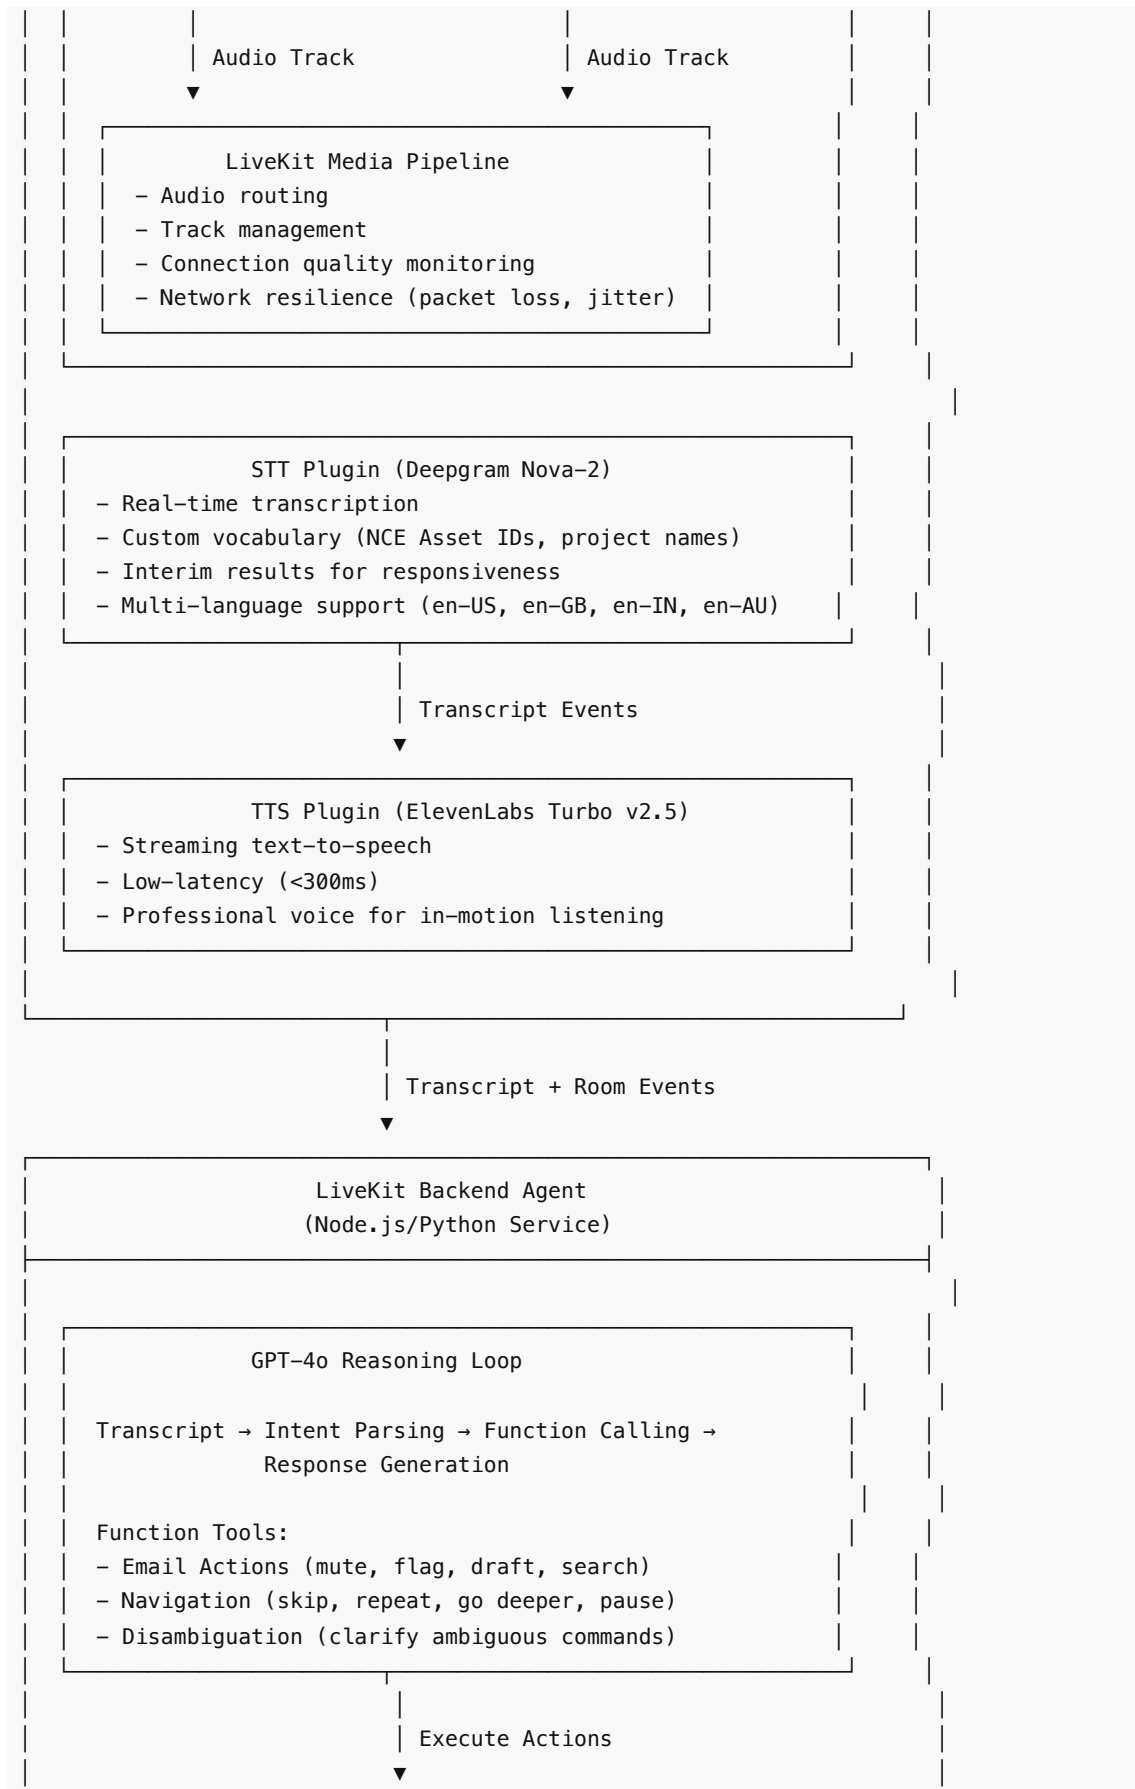 Audio Track Audio Track
LiveKit Media Pipeline
- Audio routing
- Track management
- Connection quality monitoring
- Network resilience (packet loss, jitter)
STT Plugin (Deepgram Nova-2)
- Real-time transcription
- Custom vocabulary (NCE Asset IDs, project names)
- Interim results for responsiveness
- Multi-language support (en-US, en-GB, en-IN, en-AU)
Transcript Events
TTS Plugin (ElevenLabs Turbo v2.5)
- Streaming text-to-speech
- Low-latency (<300ms)
- Professional voice for in-motion listening
Transcript + Room Events
LiveKit Backend Agent
(Node.js/Python Service)
GPT-4o Reasoning Loop
Transcript → Intent Parsing → Function Calling →
Response Generation
Function Tools:
- Email Actions (mute, flag, draft, search)
- Navigation (skip, repeat, go deeper, pause)
- Disambiguation (clarify ambiguous commands)
Execute Actions